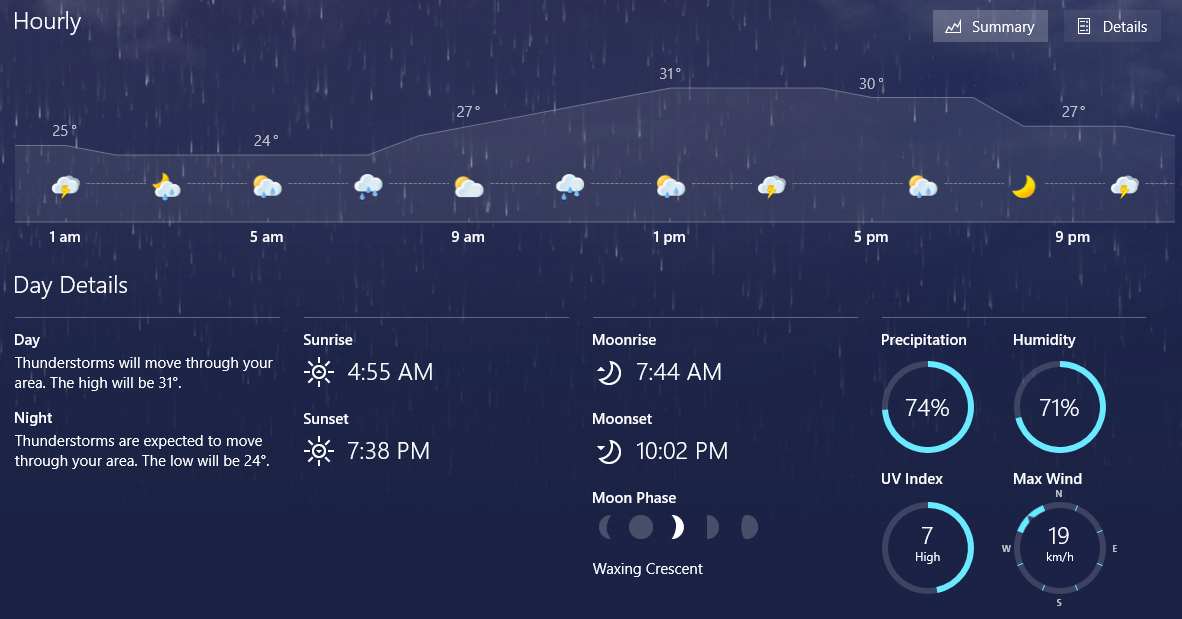 Hourly
Summary
Details
25°
24°
27°
31°
30°
27°
1 am
5 am
9 am
1 pm
5 pm
9 pm
Day Details
Day
Thunderstorms will move through your
area. The high will be 31°.
Night
Thunderstorms are expected to move
through your area. The low will be 24°.
Sunrise
4:55 AM
Sunset
7:38 PM
Moonrise
7:44 AM
Moonset
10:02 PM
Moon Phase
Waxing Crescent
Precipitation
74%
Humidity
71%
UV Index
7
High
Max Wind
N
W
E
S
19
km/h